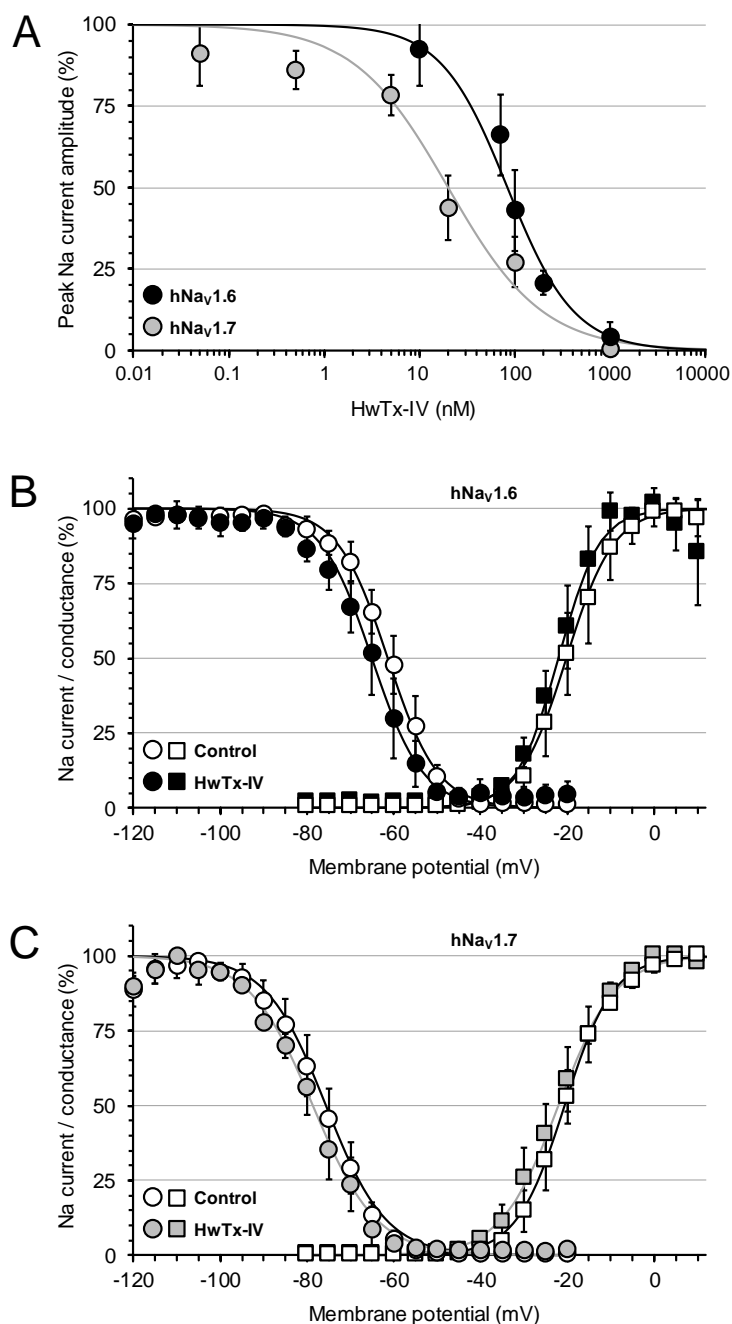 A
Peak Na current amplitude (%)
100
75
50
25
0
hNaV1.6
hNaV1.7
0.01
0.1
1
10
100
1000
10000
HwTx-IV (nM)
B
hNaV1.6
Na current / conductance (%)
100
75
50
25
0
Control
HwTx-IV
-120
-100
-80
-60
-40
-20
0
Membrane potential (mV)
C
hNaV1.7
Na current / conductance (%)
100
75
50
25
0
Control
HwTx-IV
-120
-100
-80
-60
-40
-20
0
Membrane potential (mV)